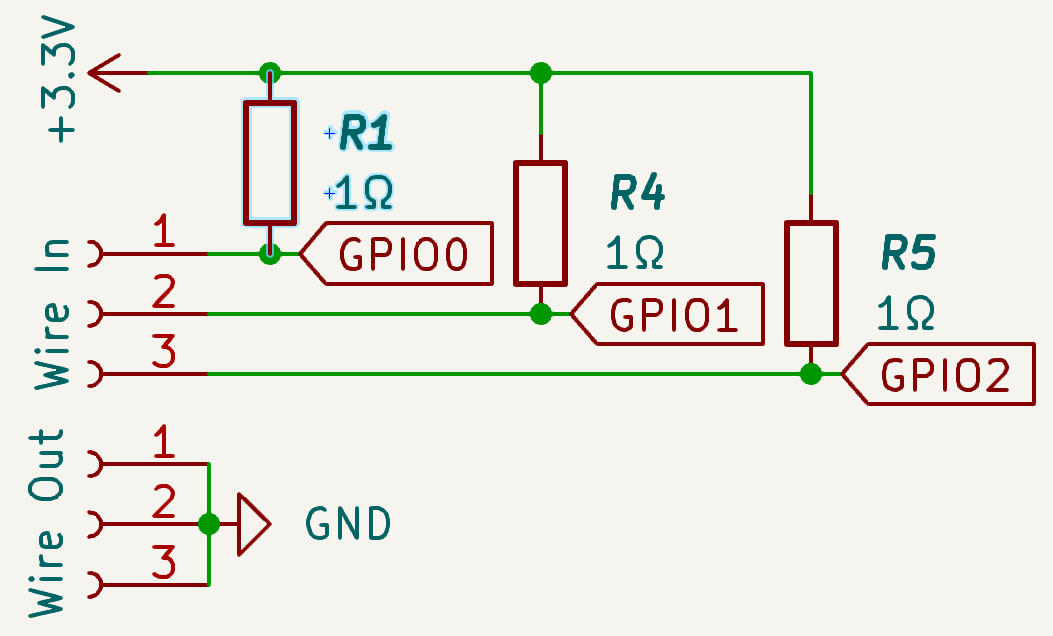 +3.3V
R1
1Ω
R4
1Ω
R5
1Ω
Wire In
1
GPIO0
2
GPIO1
3
GPIO2
Wire Out
1
2
GND
3